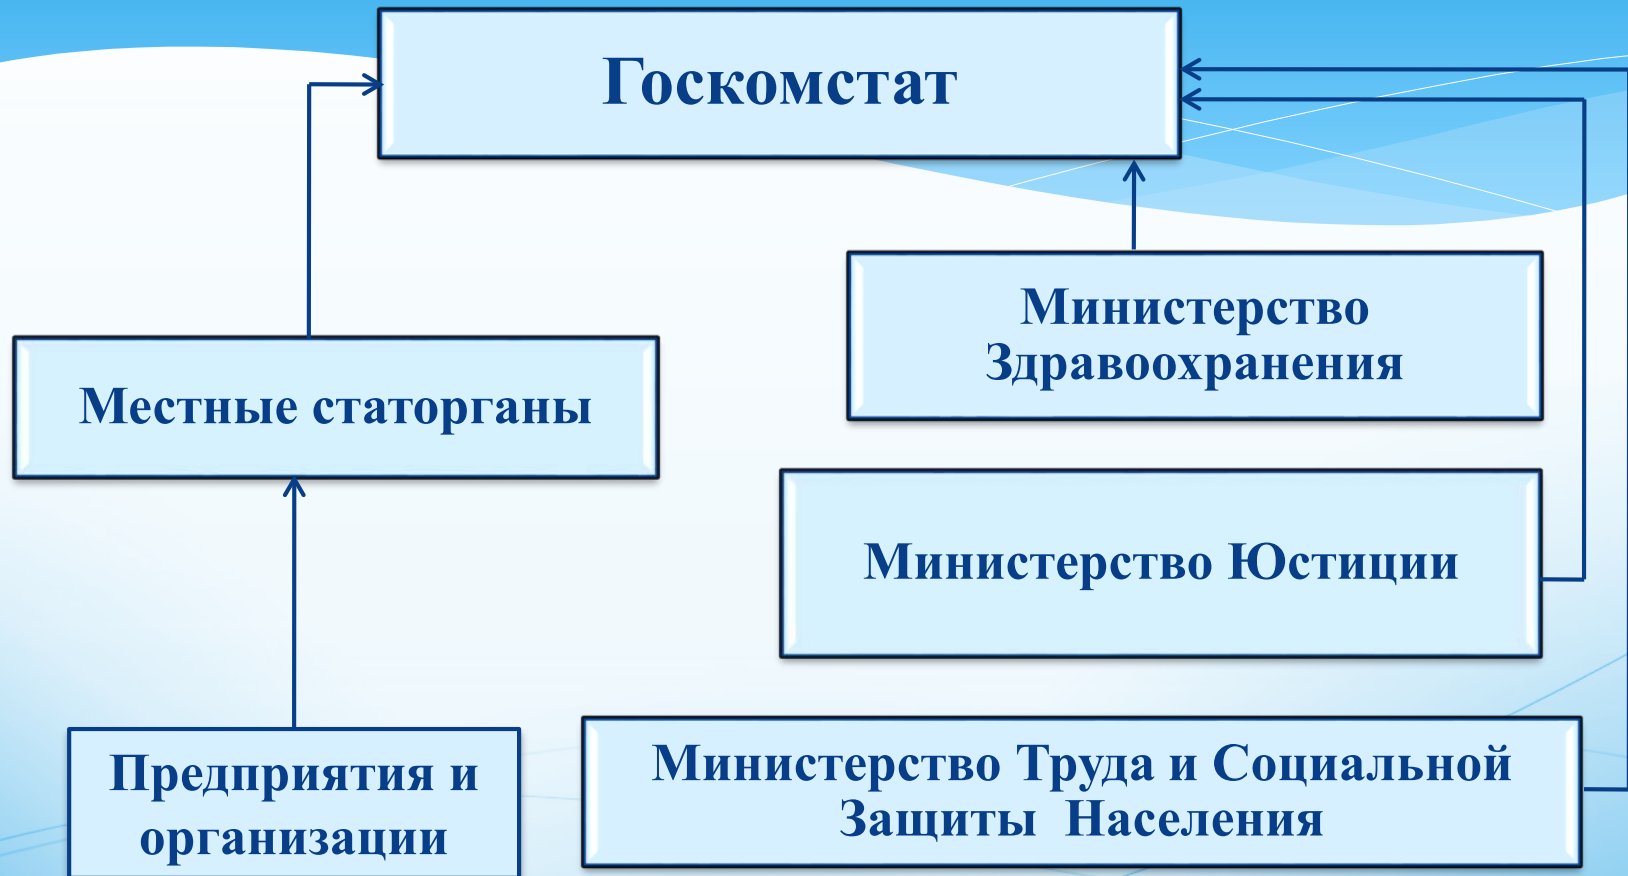 Госкомстат
Министерство
Здравоохранения
Местные статорганы
Министерство Юстиции
Министерство Труда и Социальной
Защиты Населения
Предприятия и
организации